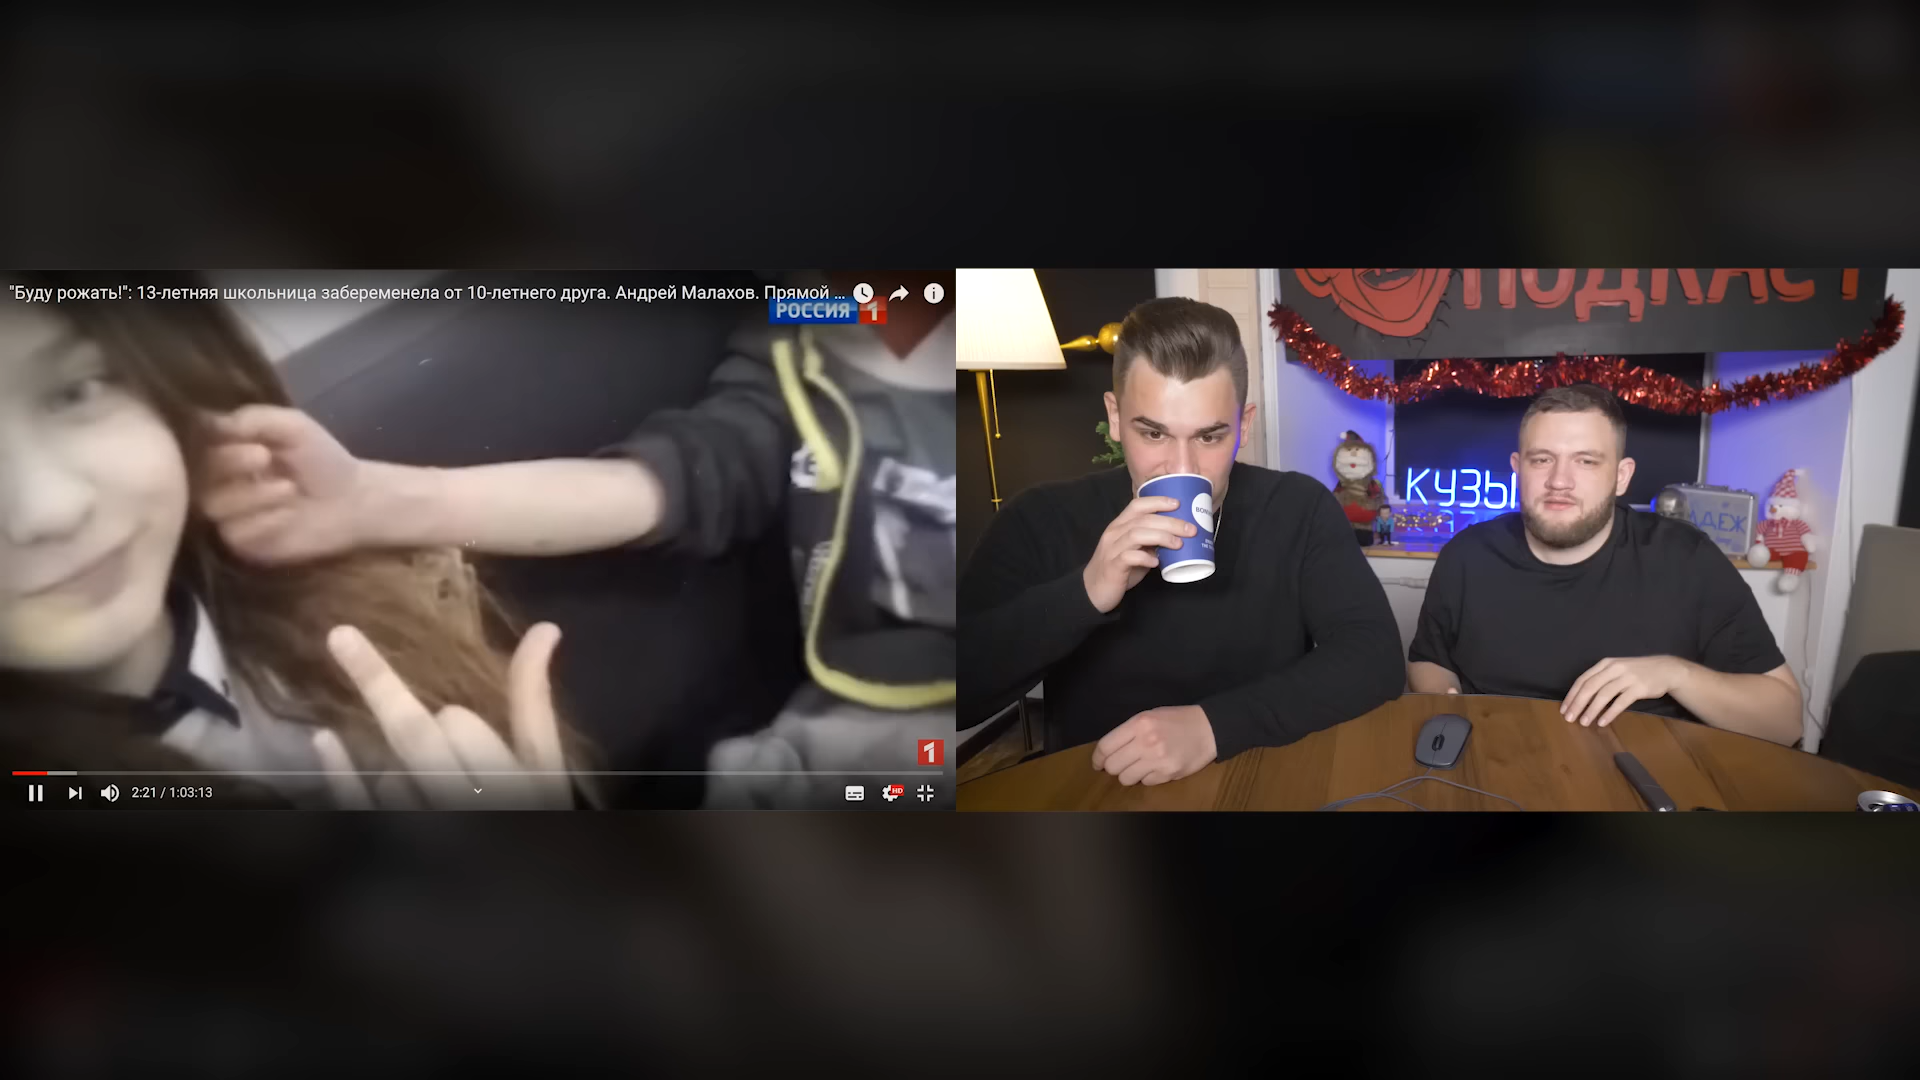 "Буду рожать!": 13-летняя школьница забеременела от 10-летнего друга. Андрей Малахов. Прямой ...
РОССИЯ 1
1
2:21 / 1:03:13
HD
ПОДКАСТ
КУЗЫ